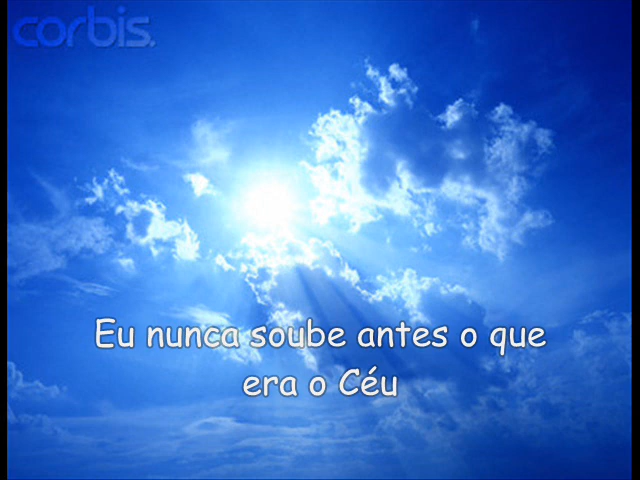 corbis.
Eu nunca soube antes o que
era o Céu